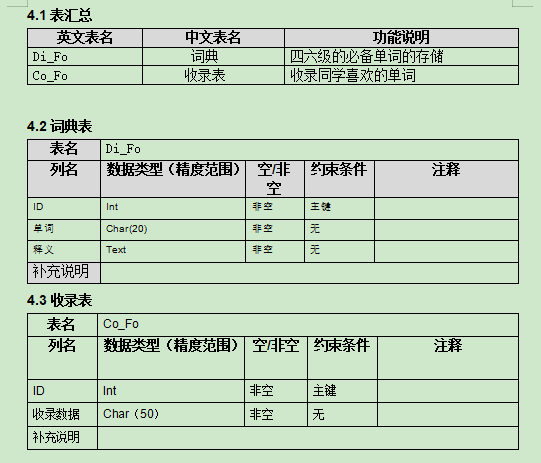 4.1 表汇总
英文表名 中文表名 功能说明
Di_Fo 词典 四六级的必备单词的存储
Co_Fo 收录表 收录同学喜欢的单词
4.2 词典表
表名 Di_Fo
列名 数据类型（精度范围） 空/非空 约束条件 注释
ID Int 非空 主键
单词 Char(20) 非空 无
释义 Text 非空 无
补充说明
4.3 收录表
表名 Co_Fo
列名 数据类型（精度范围） 空/非空 约束条件 注释
ID Int 非空 主键
收录数据 Char（50） 非空 无
补充说明